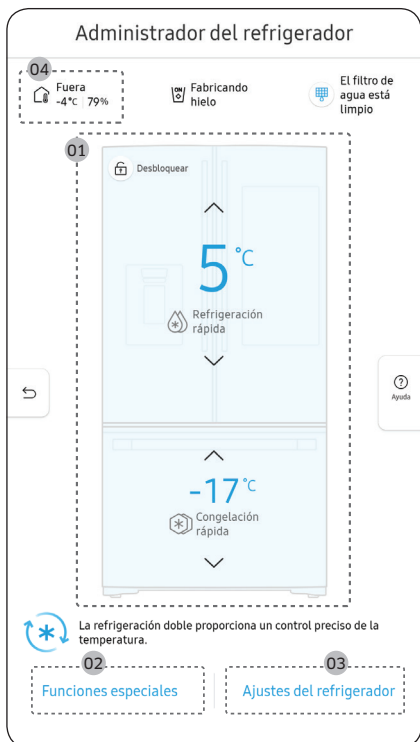 Administrador del refrigerador
04
Fuera
-4°C 79%
ON
Fabricando
hielo
El filtro de
agua está
limpio
01
Desbloquear
5°C
Refrigeración
rápida
Ayuda
-17°C
Congelación
rápida
La refrigeración doble proporciona un control preciso de la
temperatura.
02
Funciones especiales
03
Ajustes del refrigerador